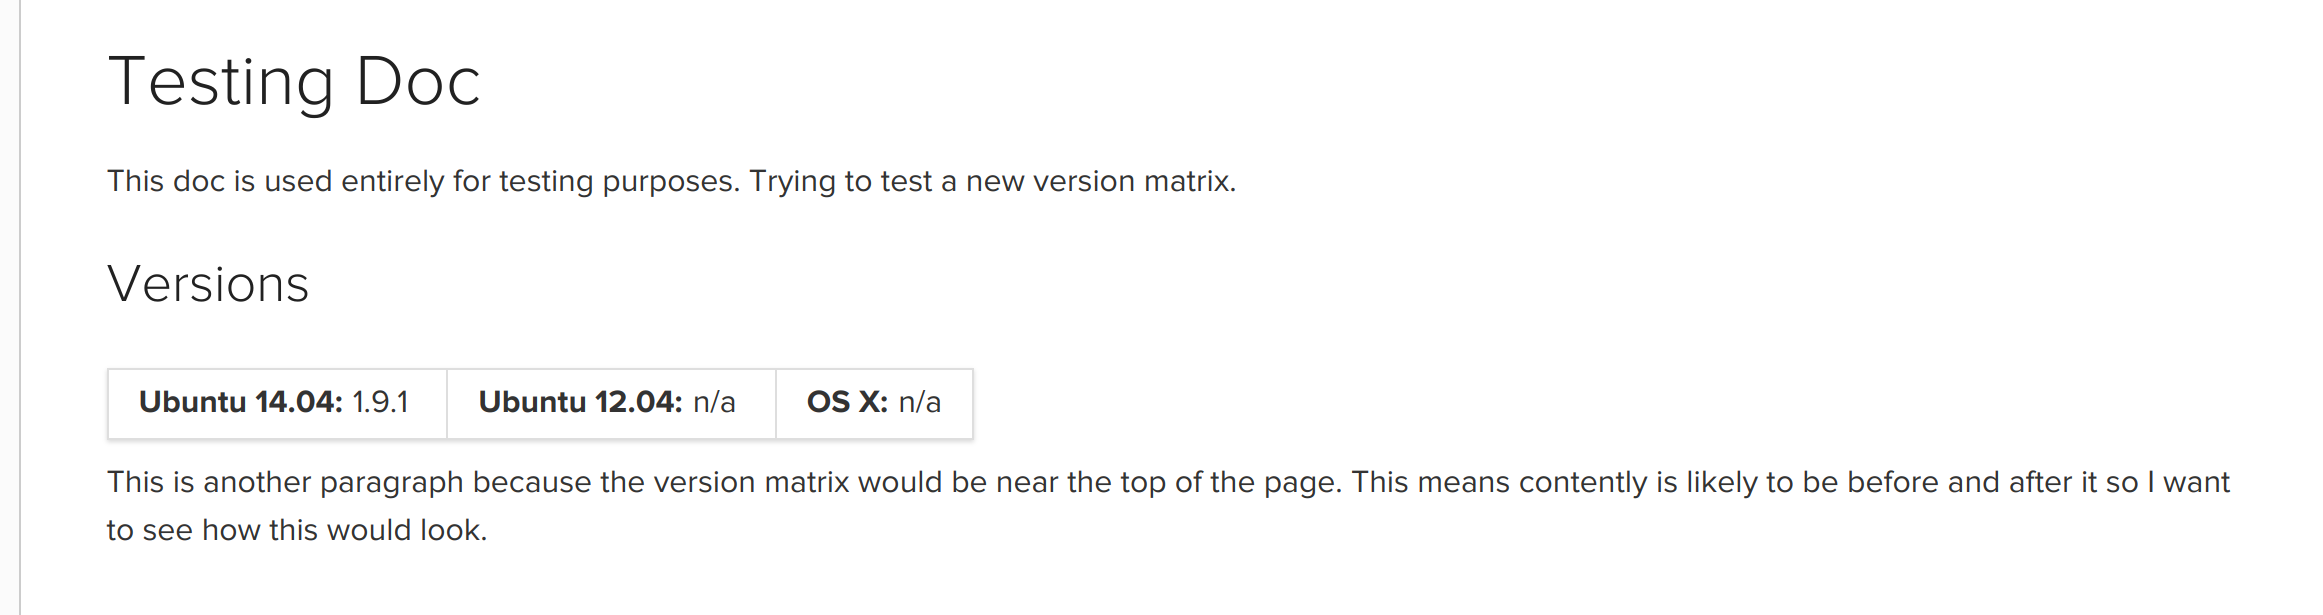 Testing Doc
This doc is used entirely for testing purposes. Trying to test a new version matrix.
Versions
Ubuntu 14.04: 1.9.1 Ubuntu 12.04: n/a OS X: n/a
This is another paragraph because the version matrix would be near the top of the page. This means contently is likely to be before and after it so I want
to see how this would look.